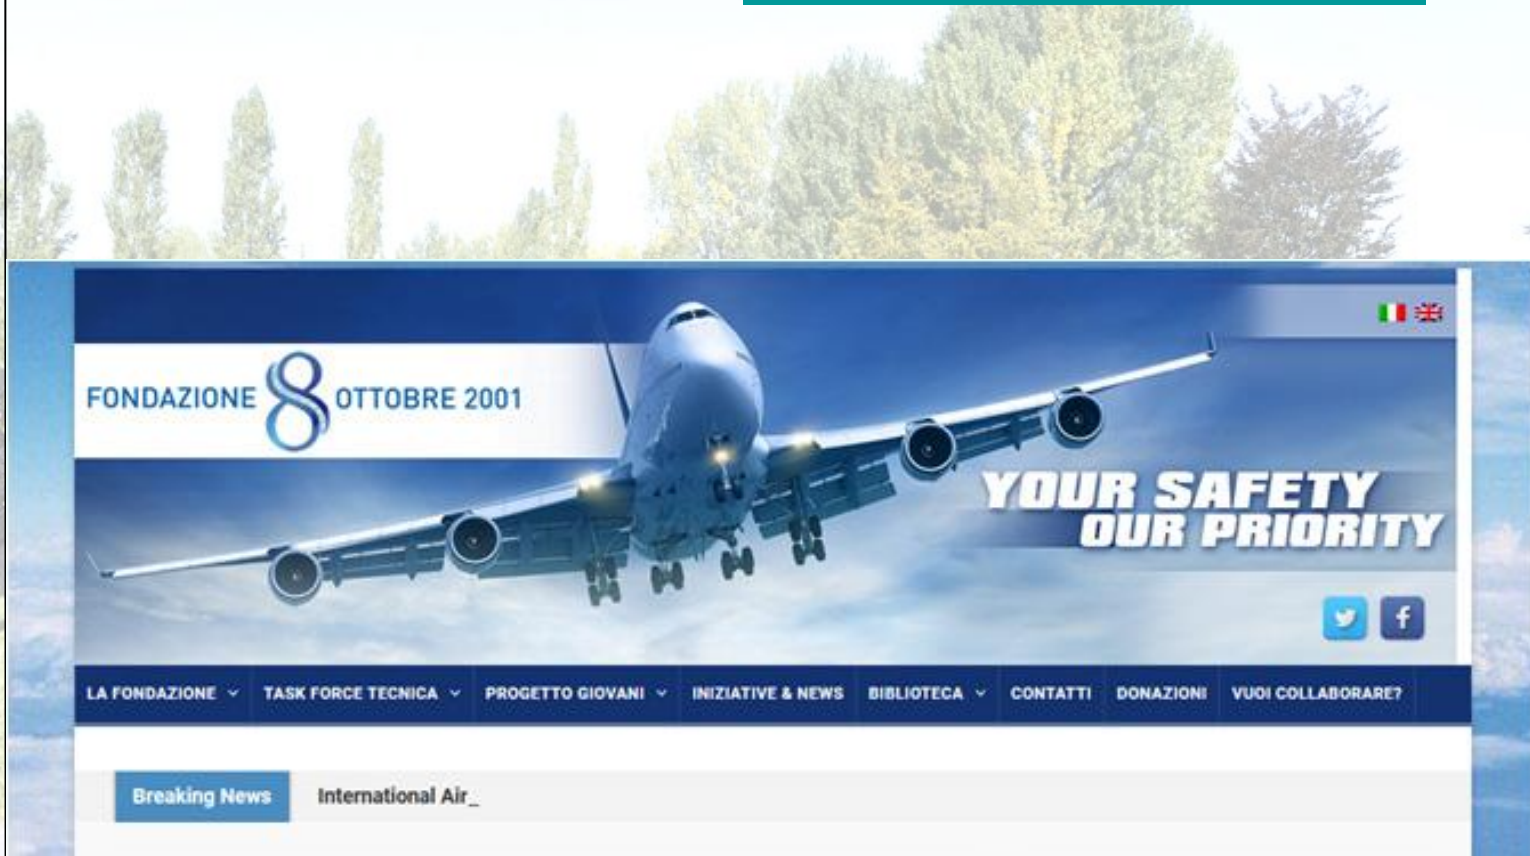 FONDAZIONE 8 OTTOBRE 2001
YOUR SAFETY
OUR PRIORITY
LA FONDAZIONE TASK FORCE TECNICA PROGETTO GIOVANI INIZIATIVE & NEWS BIBLIOTECA CONTATTI DONAZIONI VUOI COLLABORARE?
Breaking News International Air_